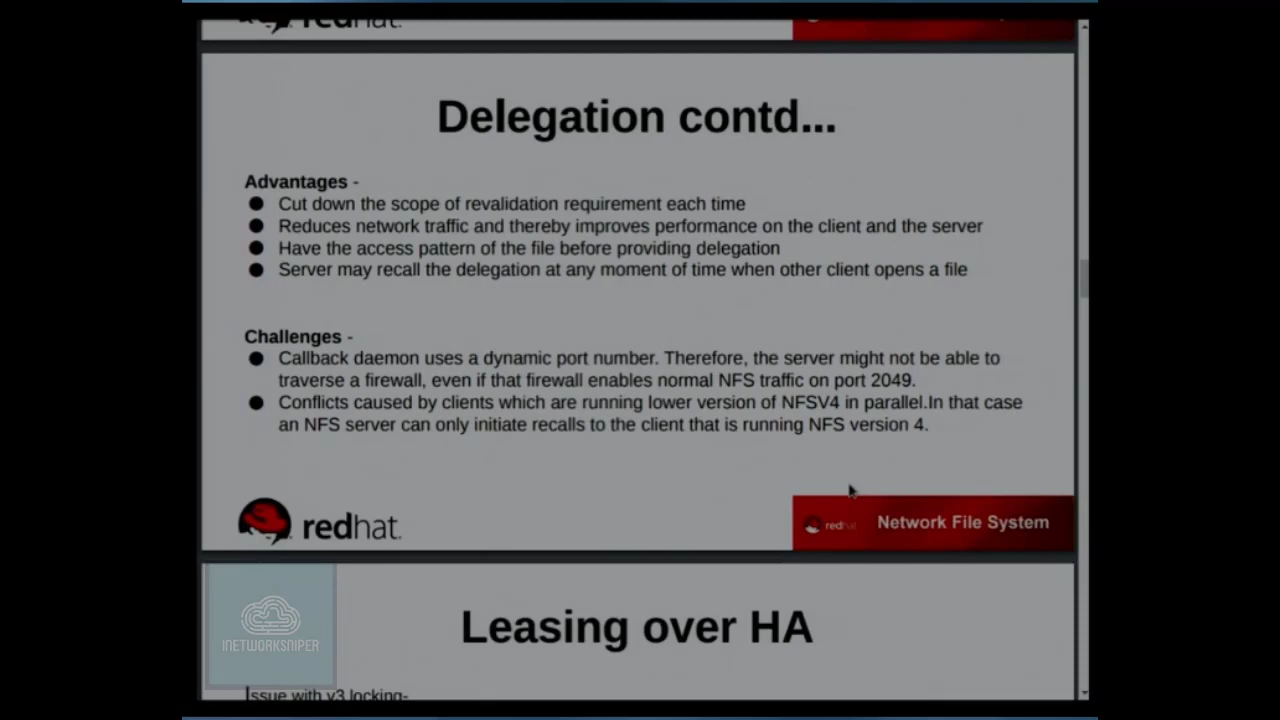 redhat.
Delegation contd...
Advantages -
● Cut down the scope of revalidation requirement each time
● Reduces network traffic and thereby improves performance on the client and the server
● Have the access pattern of the file before providing delegation
● Server may recall the delegation at any moment of time when other client opens a file
Challenges -
● Callback daemon uses a dynamic port number. Therefore, the server might not be able to
traverse a firewall, even if that firewall enables normal NFS traffic on port 2049.
● Conflicts caused by clients which are running lower version of NFSV4 in parallel.In that case
an NFS server can only initiate recalls to the client that is running NFS version 4.
redhat.
redhat Network File System
Leasing over HA
INETWORKSNIPER
Issue with v3 locking-